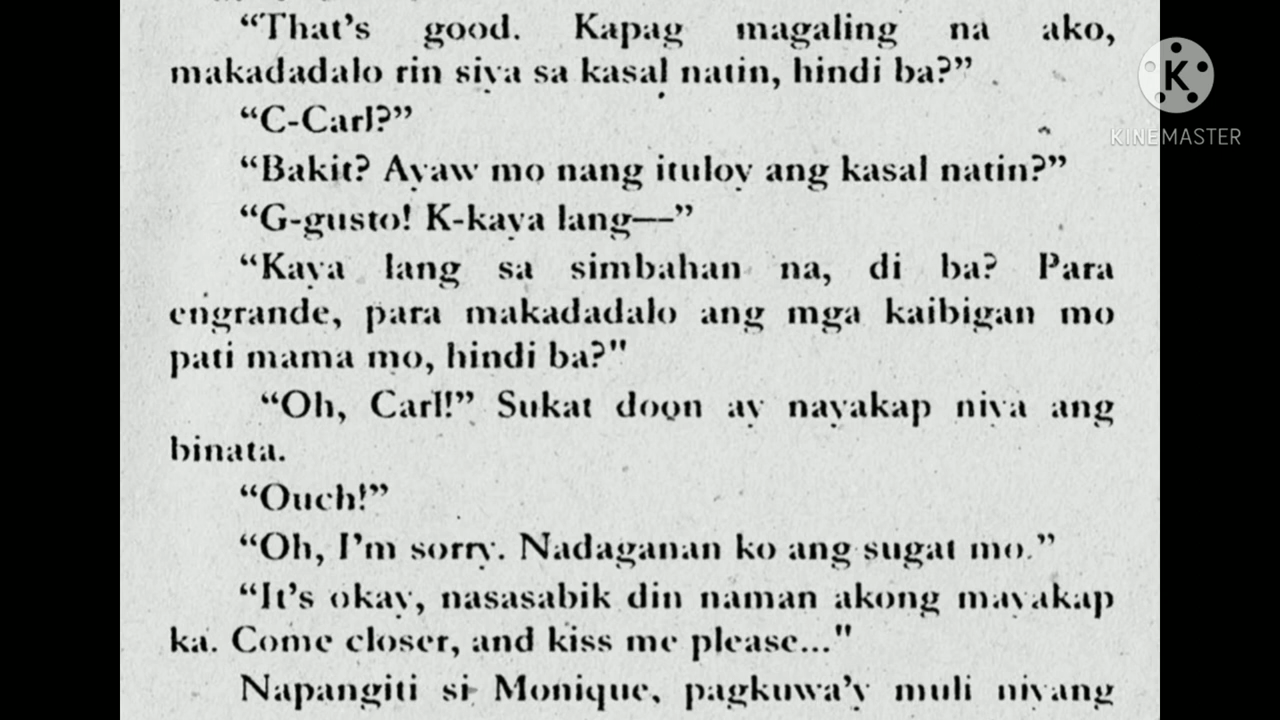 “That’s good. Kapag magaling na ako,
makadadalo rin siya sa kasal natin, hindi ba?”
“C-Carl?”
“Bakit? Ayaw mo nang ituloy ang kasal natin?”
“G-gusto! K-kaya lang—”
“Kaya lang sa simbahan na, di ba? Para
engrande, para makadadalo ang mga kaibigan mo
pati mama mo, hindi ba?"
“Oh, Carl!” Sukat doon ay nayakap niya ang
binata.
“Ouch!”
“Oh, I’m sorry. Nadaganan ko ang sugat mo.”
“It’s okay, nasasabik din naman akong mayakap
ka. Come closer, and kiss me please..."
Napangiti si Monique, pagkuwa’y muli niyang
K
KINEMASTER